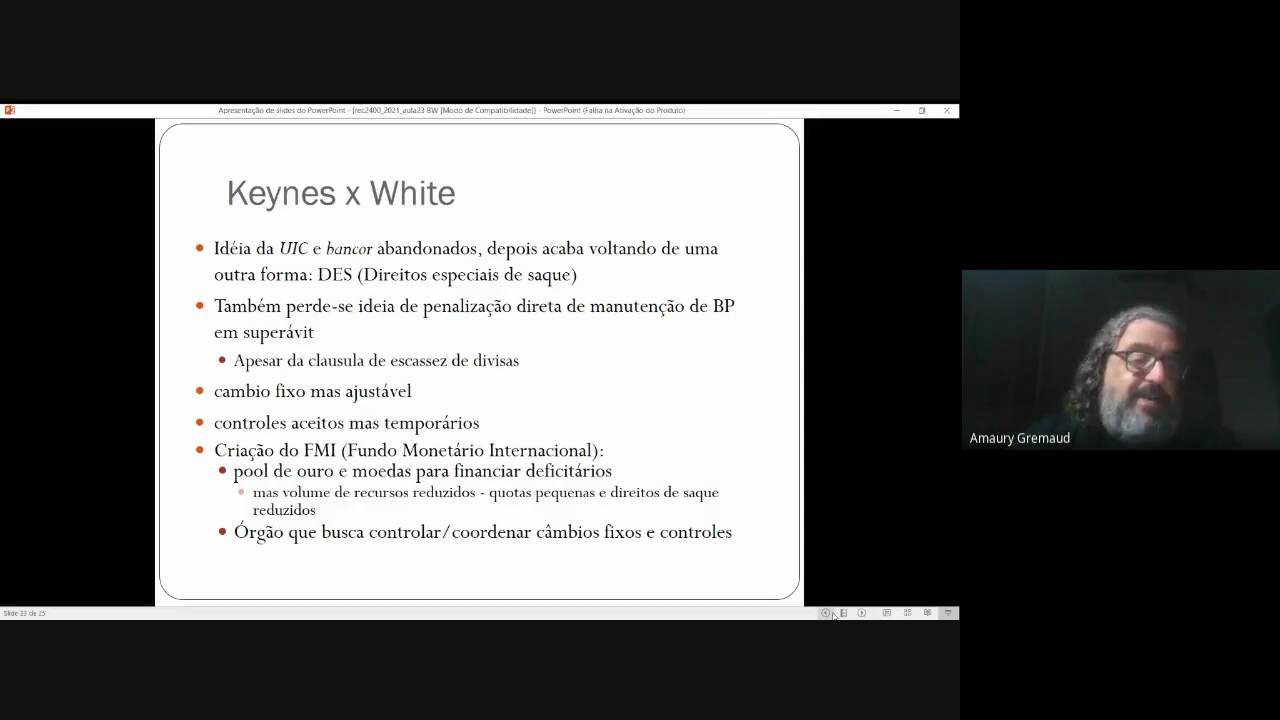 Apresentação de slides do PowerPoint - [rec2400_2021_aula23 BW [Modo de Compatibilidade]] - PowerPoint (Falha na Ativação do Produto)
Keynes x White
Idéia da UIC e bancor abandonados, depois acaba voltando de uma
outra forma: DES (Direitos especiais de saque)
Também perde-se ideia de penalização direta de manutenção de BP
em superávit
Apesar da clausula de escassez de divisas
cambio fixo mas ajustável
controles aceitos mas temporários
Criação do FMI (Fundo Monetário Internacional):
pool de ouro e moedas para financiar deficitários
mas volume de recursos reduzidos - quotas pequenas e direitos de saque
reduzidos
Órgão que busca controlar/coordenar câmbios fixos e controles
Slide 23 de 25
Amaury Gremaud